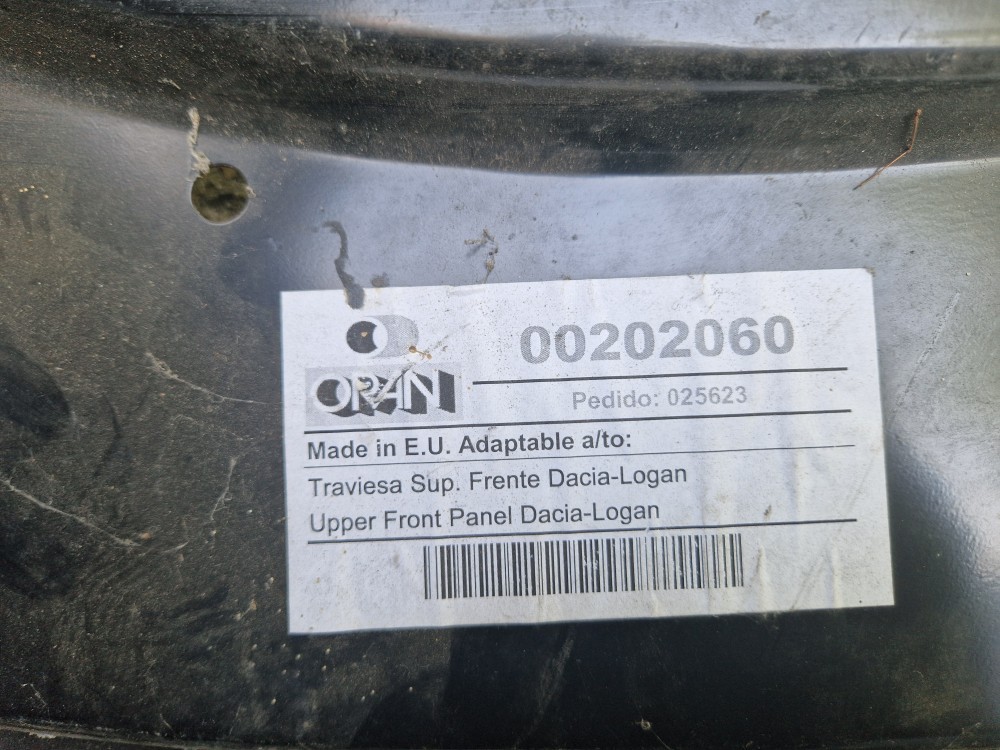 00202060
ORAN
Pedido: 025623
Made in E.U. Adaptable a/to:
Traviesa Sup. Frente Dacia-Logan
Upper Front Panel Dacia-Logan